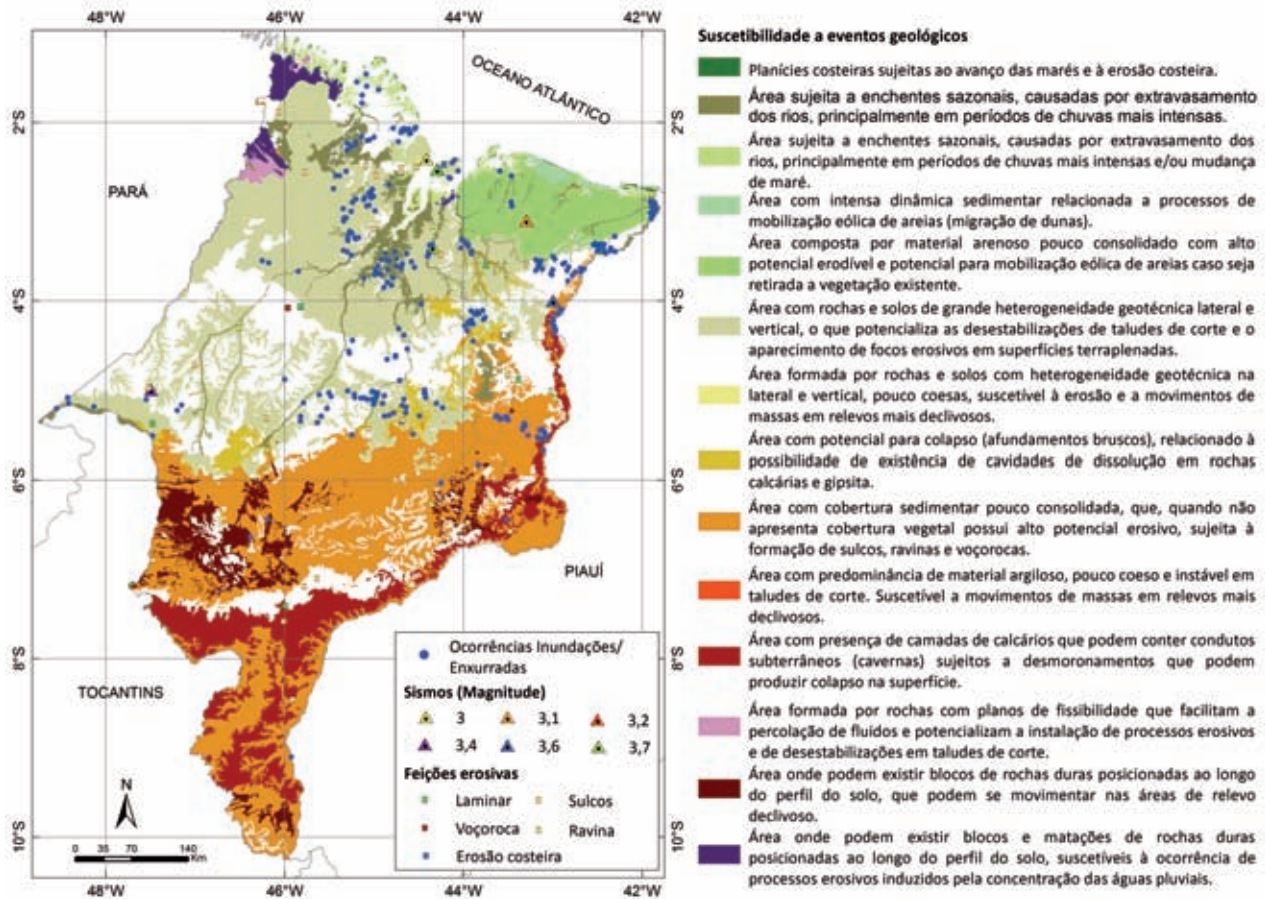 48°W
46°W
44°W
42°W
OCEANO ATLÂNTICO
2°S
2°S
PARÁ
4°S
4°S
6°S
6°S
PIAUÍ
TOCANTINS
8°S
8°S
N
10°S
10°S
0 35 70 140
Km
48°W
46°W
44°W
42°W
Ocorrências Inundações/
Enxurradas
Sismos (Magnitude)
3 3,1 3,2
3,4 3,6 3,7
Feições erosivas
Laminar Sulcos
Voçoroca Ravina
Erosão costeira
Suscetibilidade a eventos geológicos
Planícies costeiras sujeitas ao avanço das marés e à erosão costeira.
Área sujeita a enchentes sazonais, causadas por extravasamento
dos rios, principalmente em períodos de chuvas mais intensas.
Área sujeita a enchentes sazonais, causadas por extravasamento dos
rios, principalmente em períodos de chuvas mais intensas e/ou mudança
de maré.
Área com intensa dinâmica sedimentar relacionada a processos de
mobilização eólica de areias (migração de dunas).
Área composta por material arenoso pouco consolidado com alto
potencial erodível e potencial para mobilização eólica de areias caso seja
retirada a vegetação existente.
Área com rochas e solos de grande heterogeneidade geotécnica lateral e
vertical, o que potencializa as desestabilizações de taludes de corte e o
aparecimento de focos erosivos em superfícies terraplenadas.
Área formada por rochas e solos com heterogeneidade geotécnica na
lateral e vertical, pouco coesas, suscetível à erosão e a movimentos de
massas em relevos mais declivosos.
Área com potencial para colapso (afundamentos bruscos), relacionado à
possibilidade de existência de cavidades de dissolução em rochas
calcárias e gipsita.
Área com cobertura sedimentar pouco consolidada, que, quando não
apresenta cobertura vegetal possui alto potencial erosivo, sujeita à
formação de sulcos, ravinas e voçorocas.
Área com predominância de material argiloso, pouco coeso e instável em
taludes de corte. Suscetível a movimentos de massas em relevos mais
declivosos.
Área com presença de camadas de calcários que podem conter condutos
subterrâneos (cavernas) sujeitos a desmoronamentos que podem
produzir colapso na superfície.
Área formada por rochas com planos de fissibilidade que facilitam a
percolação de fluídos e potencializam a instalação de processos erosivos
e de desestabilizações em taludes de corte.
Área onde podem existir blocos de rochas duras posicionadas ao longo
do perfil do solo, que podem se movimentar nas áreas de relevo
declivoso.
Área onde podem existir blocos e matações de rochas duras
posicionadas ao longo do perfil do solo, suscetíveis à ocorrência de
processos erosivos induzidos pela concentração das águas pluviais.